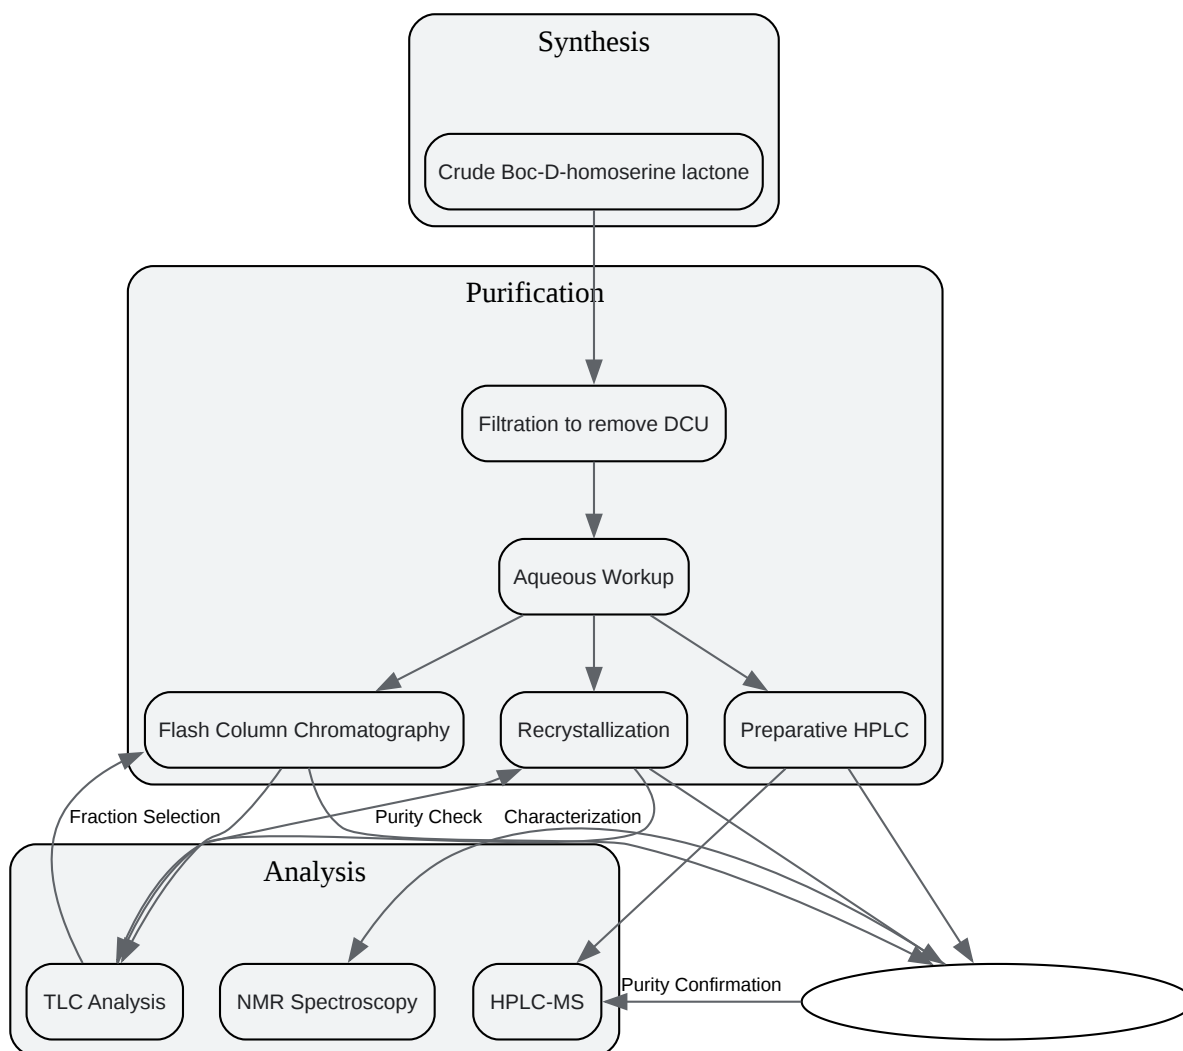 Synthesis
Crude Boc-D-homoserine lactone
Purification
Filtration to remove DCU
Aqueous Workup
Flash Column Chromatography
Recrystallization
Preparative HPLC
Fraction Selection
Purity Check
Characterization
Analysis
TLC Analysis
NMR Spectroscopy
HPLC-MS
Purity Confirmation